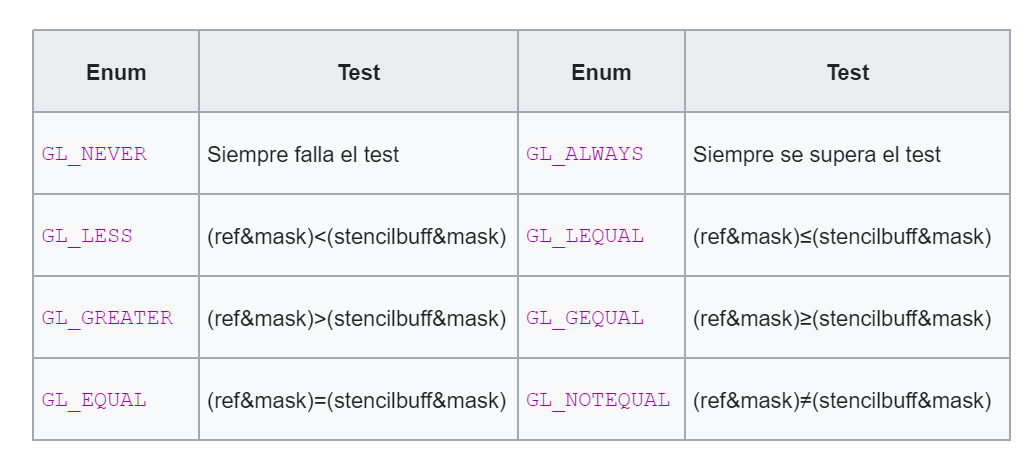 Enum Test Enum Test
GL_NEVER Siempre falla el test GL_ALWAYS Siempre se supera el test
GL_LESS (ref&mask)<(stencilbuff&mask) GL_LEQUAL (ref&mask)≤(stencilbuff&mask)
GL_GREATER (ref&mask)>(stencilbuff&mask) GL_GEQUAL (ref&mask)≥(stencilbuff&mask)
GL_EQUAL (ref&mask)=(stencilbuff&mask) GL_NOTEQUAL (ref&mask)≠(stencilbuff&mask)